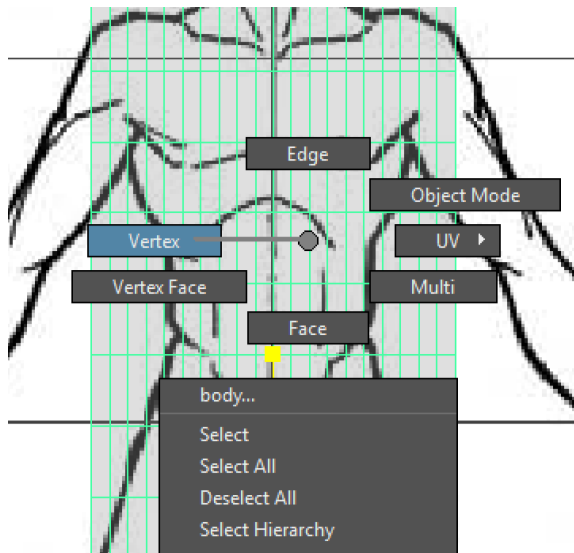 Edge
Object Mode
Vertex
UV
Vertex Face
Multi
Face
body...
Select
Select All
Deselect All
Select Hierarchy